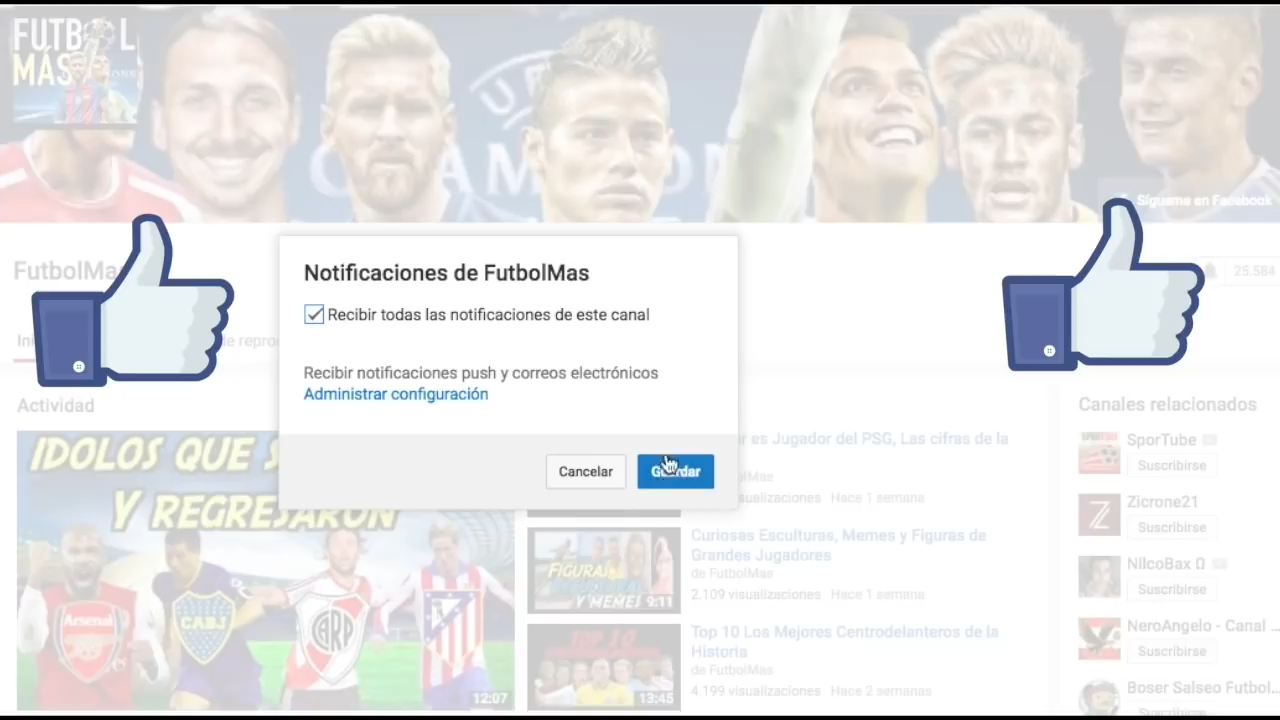 FUTBOL
MÁS
Sígueme en Facebook
FutbolMas
25.584
Notificaciones de FutbolMas
Recibir todas las notificaciones de este canal
Recibir notificaciones push y correos electrónicos
Administrar configuración
Cancelar
Guardar
de repro
Actividad
IDOLOS QUE S
Y REGRESARON
Arsenal
CABJ
CARP
12:07
r es Jugador del PSG, Las cifras de la
Hace 1 semana
FIGURAS
Y MEMES
9:11
Curiosas Esculturas, Memes y Figuras de
Grandes Jugadores
de FutbolMas
2.109 visualizaciones Hace 1 semana
TOP 10
13:45
Top 10 Los Mejores Centrodelanteros de la
Historia
de FutbolMas
4.199 visualizaciones Hace 2 semanas
Canales relacionados
SporTube
Suscribirse
Zicrone21
Suscribirse
NilcoBax Ω
Suscribirse
NeroAngelo - Canal ...
Suscribirse
Boser Salseo Futbol...
Suscribirse